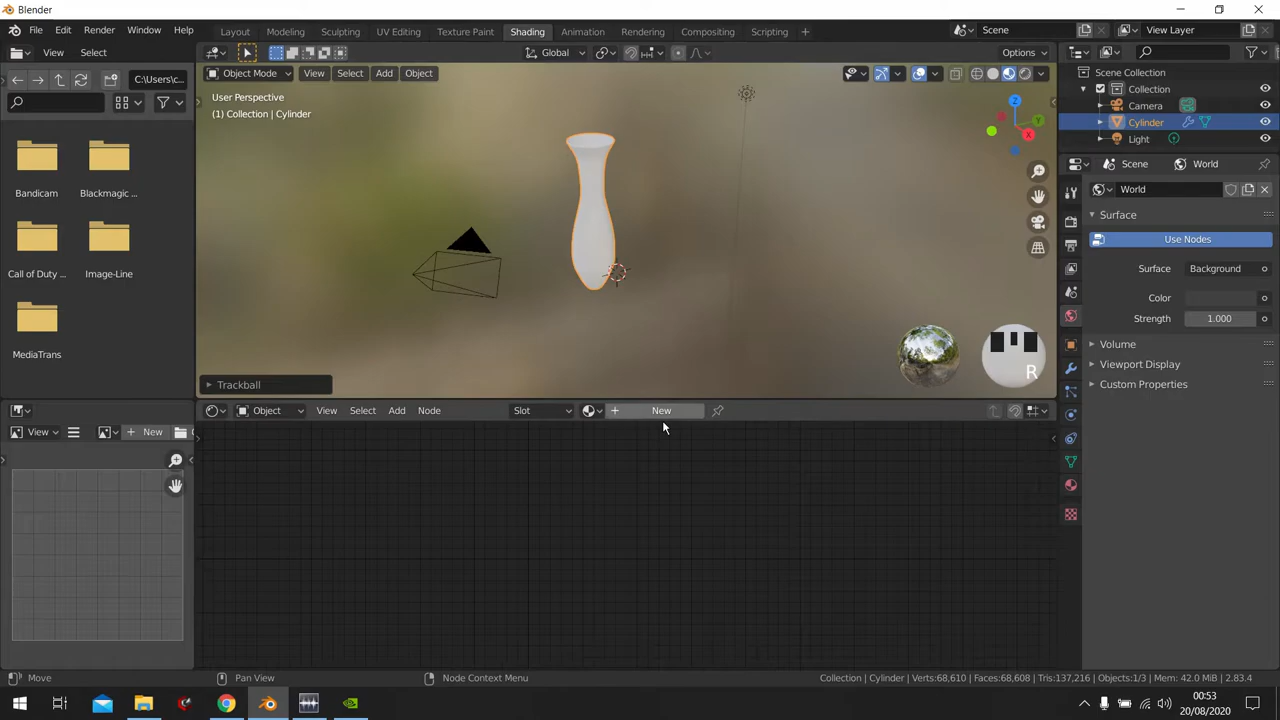 Blender
File Edit Render Window Help
Layout Modeling Sculpting UV Editing Texture Paint Shading Animation Rendering Compositing Scripting +
Scene
View Layer
View Select
Global
Options
Object Mode View Select Add Object
C:\Users\c...
User Perspective
(1) Collection | Cylinder
Z
Y
X
Bandicam
Blackmagic ...
Call of Duty ...
Image-Line
MediaTrans
R
Trackball
Scene Collection
Collection
Camera
Cylinder
Light
Scene
World
World
Surface
Use Nodes
Surface Background
Color
Strength 1.000
Volume
Viewport Display
Custom Properties
Object View Select Add Node
Slot
+ New
View
+ New
Move
Pan View
Node Context Menu
Collection | Cylinder | Verts:68,610 | Faces:68,608 | Tris:137,216 | Objects:1/3 | Mem: 42.0 MiB | 2.83.4
00:53
20/08/2020